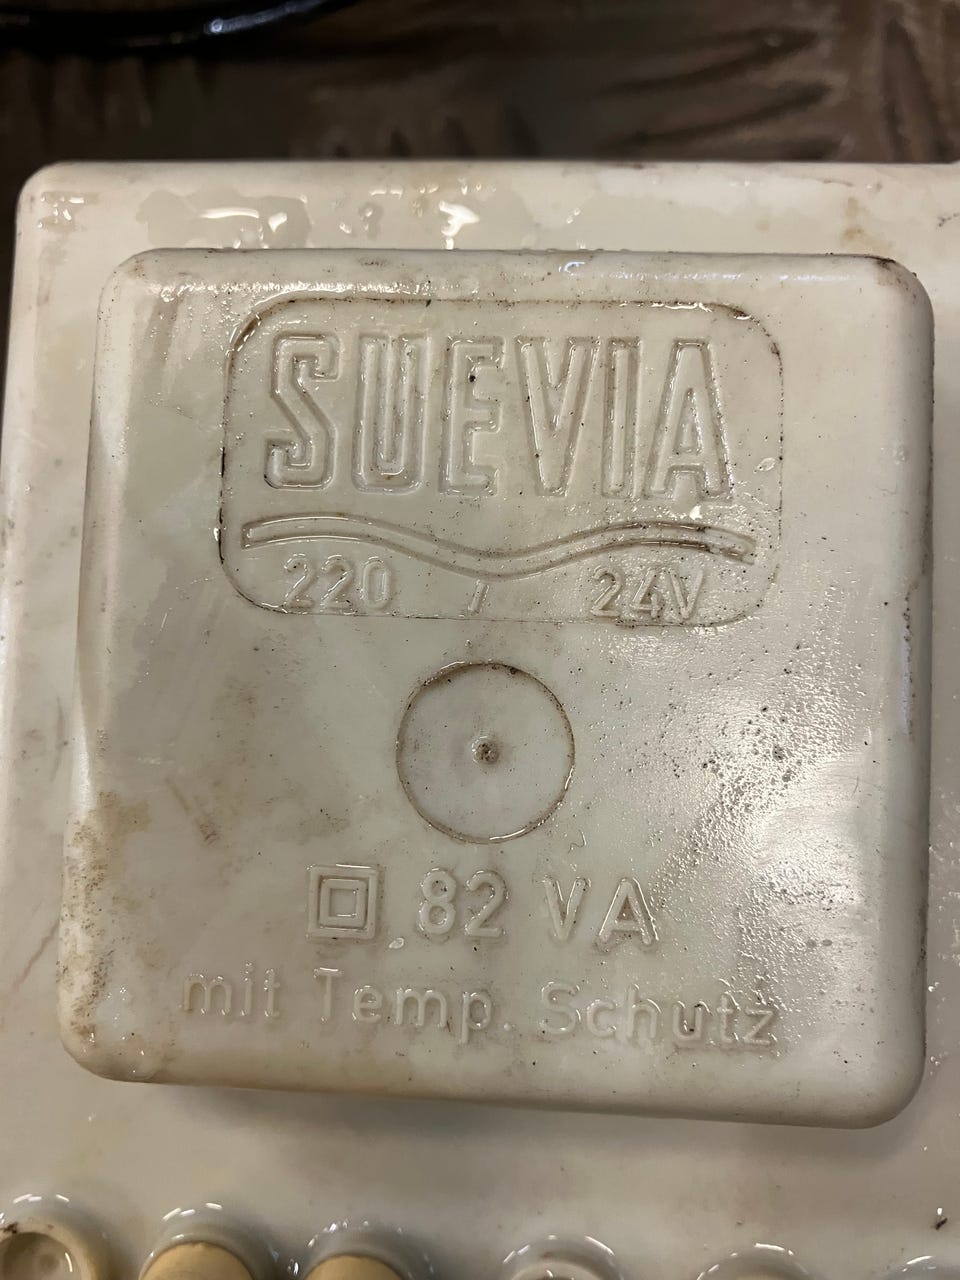 SUEVIA
220 / 24V
82 VA
mit Temp. Schutz